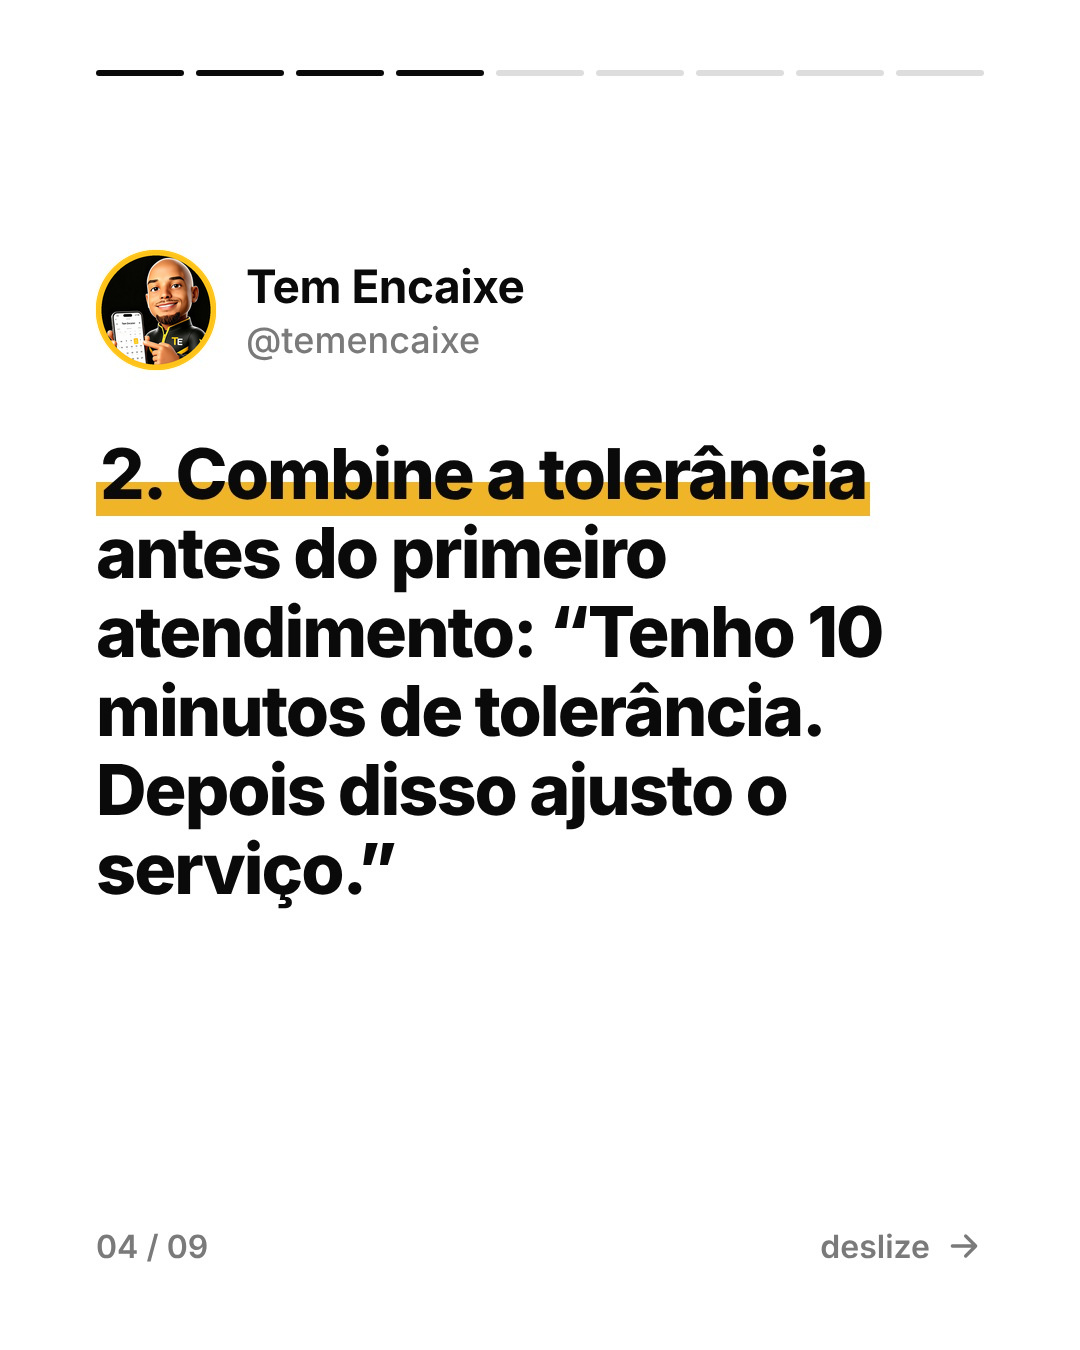 Tem Encaixe
@temencaixe
2. Combine a tolerância
antes do primeiro
atendimento: “Tenho 10
minutos de tolerância.
Depois disso ajusto o
serviço.”
04 / 09
deslize →